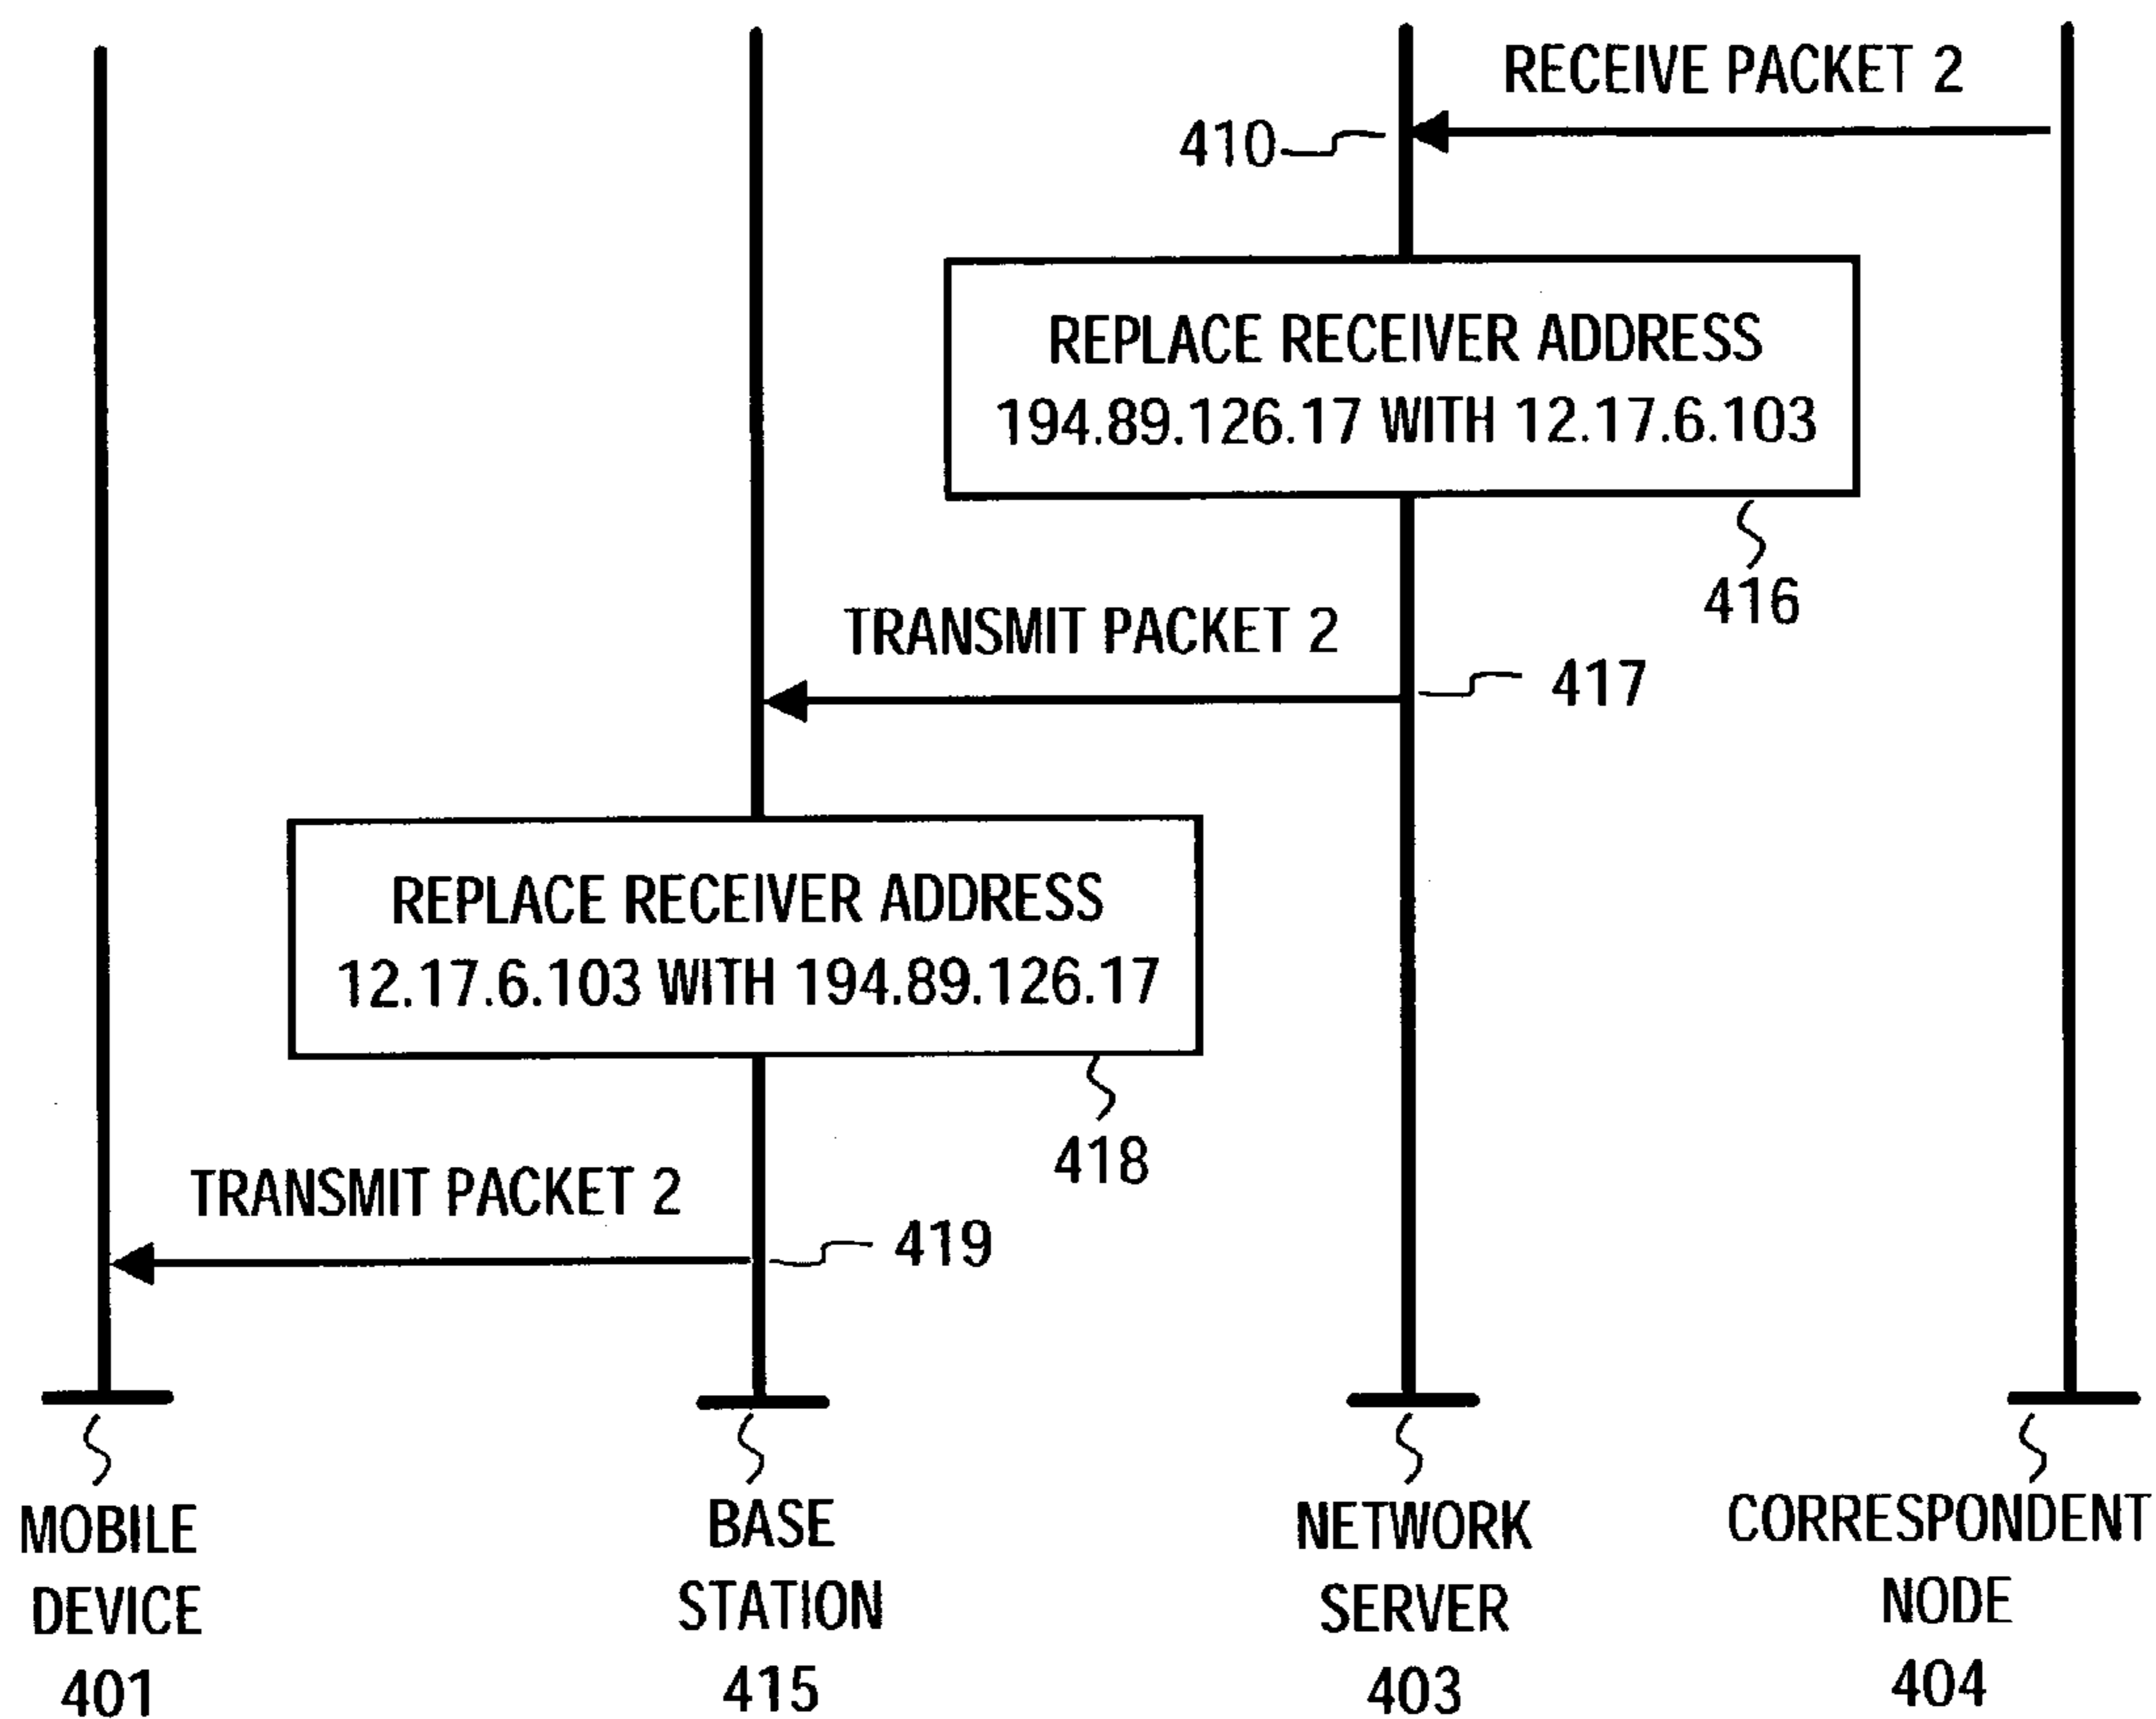 RECEIVE PACKET 2
410
REPLACE RECEIVER ADDRESS
194.89.126.17 WITH 12.17.6.103
416
TRANSMIT PACKET 2
417
REPLACE RECEIVER ADDRESS
12.17.6.103 WITH 194.89.126.17
418
TRANSMIT PACKET 2
419
MOBILE
DEVICE
401
BASE
STATION
415
NETWORK
SERVER
403
CORRESPONDENT
NODE
404